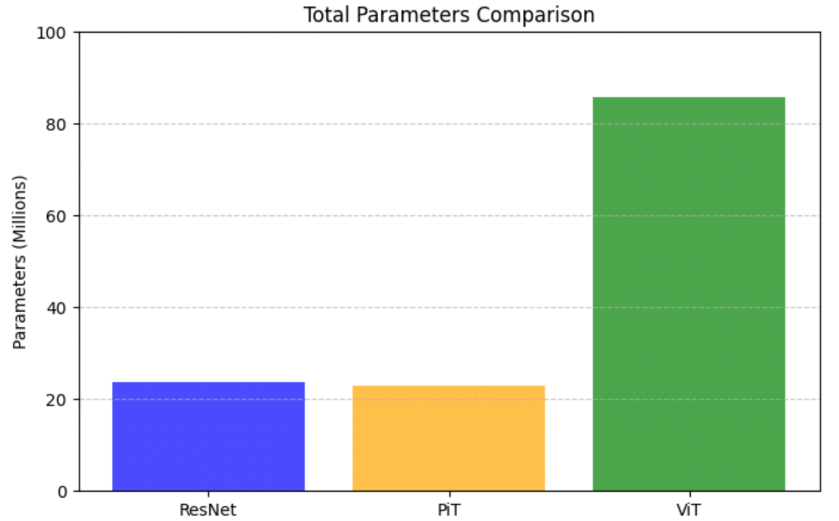 Total Parameters Comparison
Parameters (Millions)
100
80
60
40
20
0
ResNet
PiT
ViT